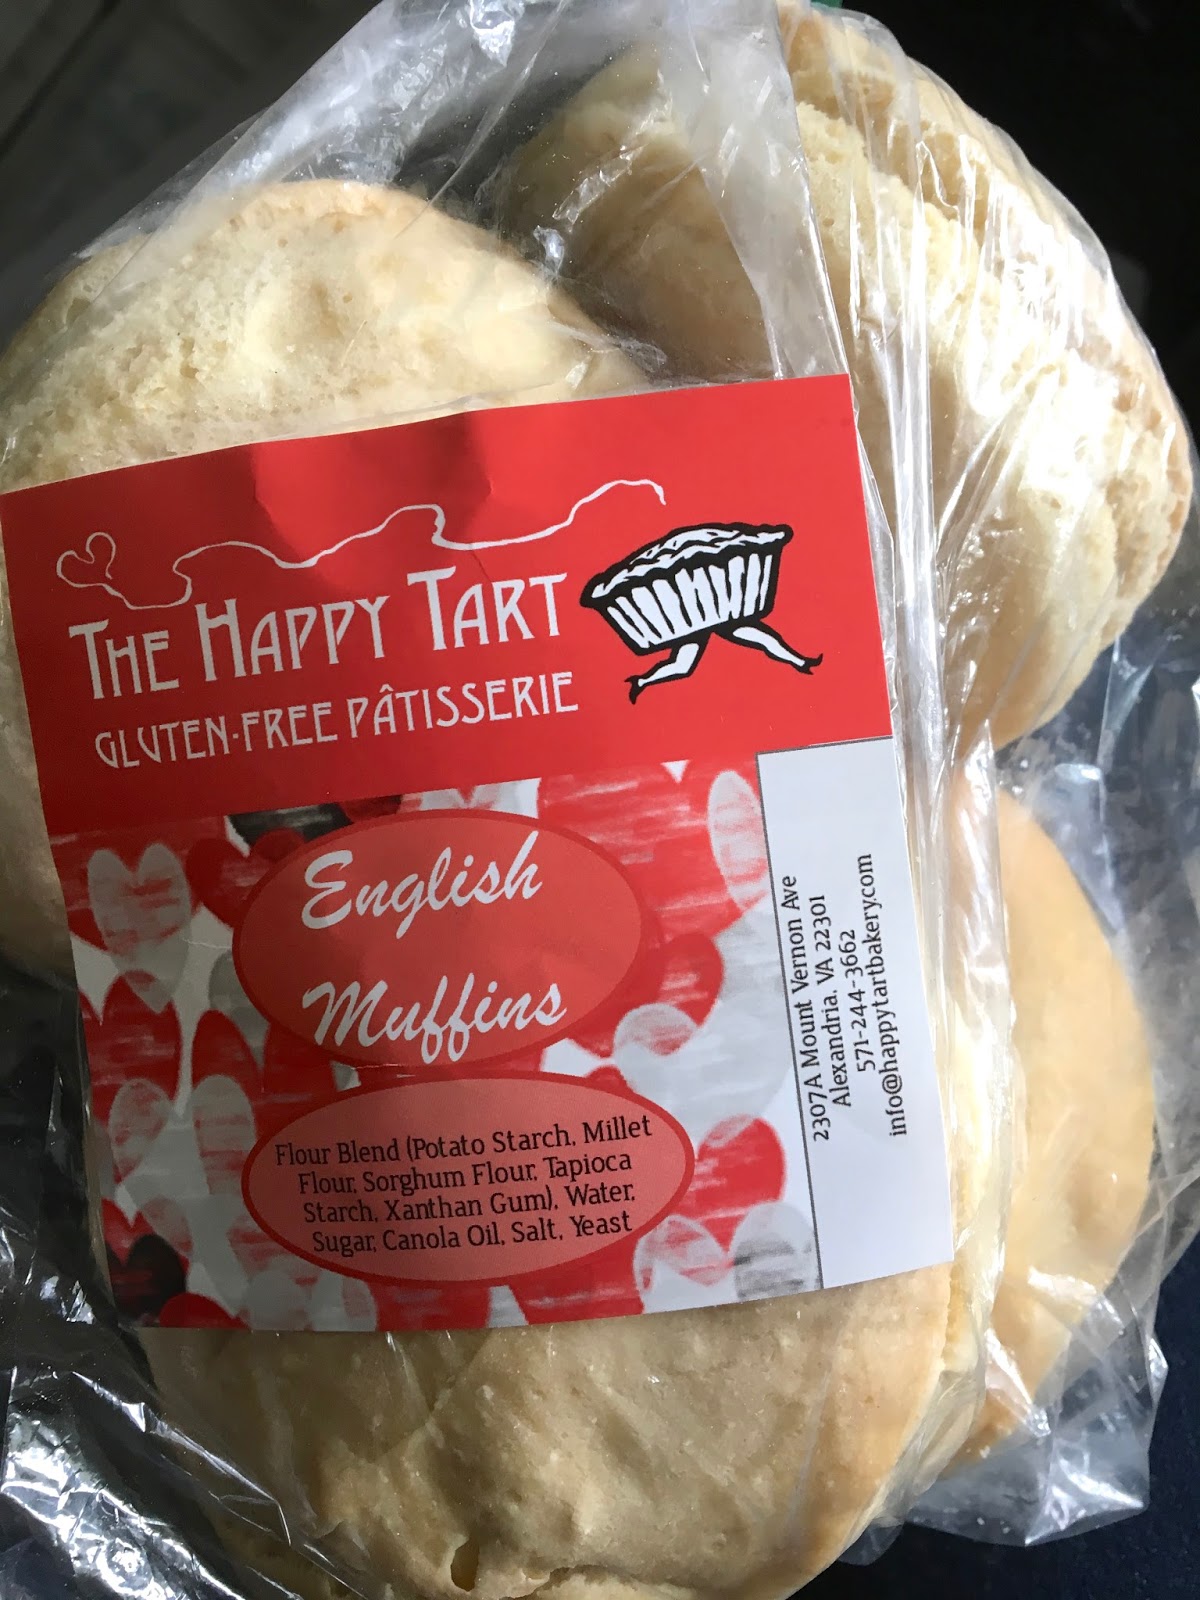 THE HAPPY TART
GLUTEN-FREE PÂTISSERIE
English
Muffins
Flour Blend (Potato Starch, Millet
Flour, Sorghum Flour, Tapioca
Starch, Xanthan Gum), Water,
Sugar, Canola Oil, Salt, Yeast
2307A Mount Vernon Ave
Alexandria, VA 22301
571-244-3662
info@happytartbakery.com